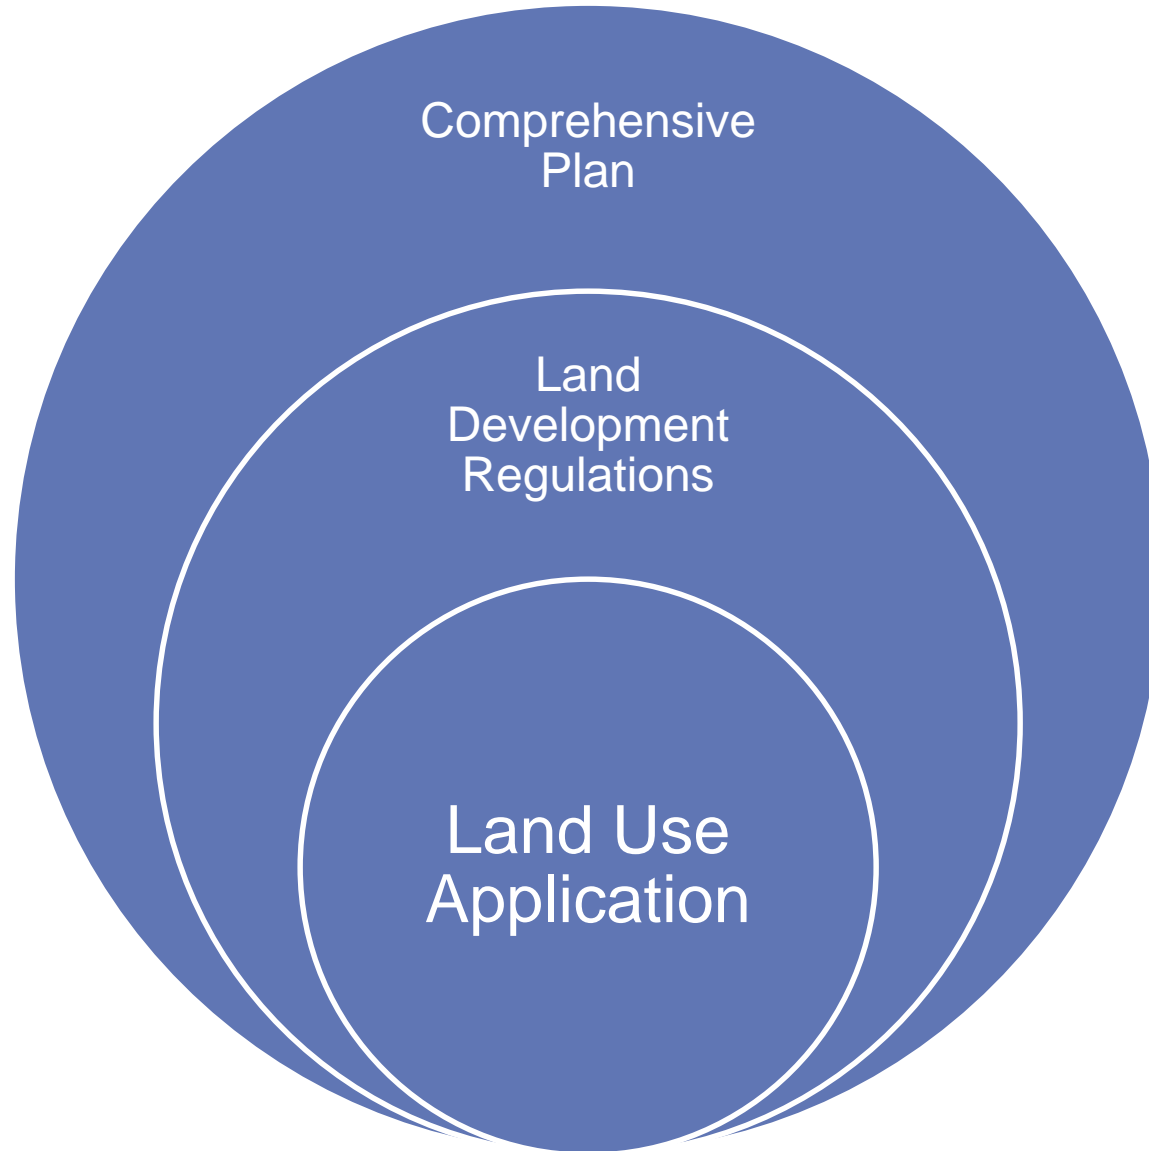 Comprehensive
Plan
Land
Development
Regulations
Land Use
Application